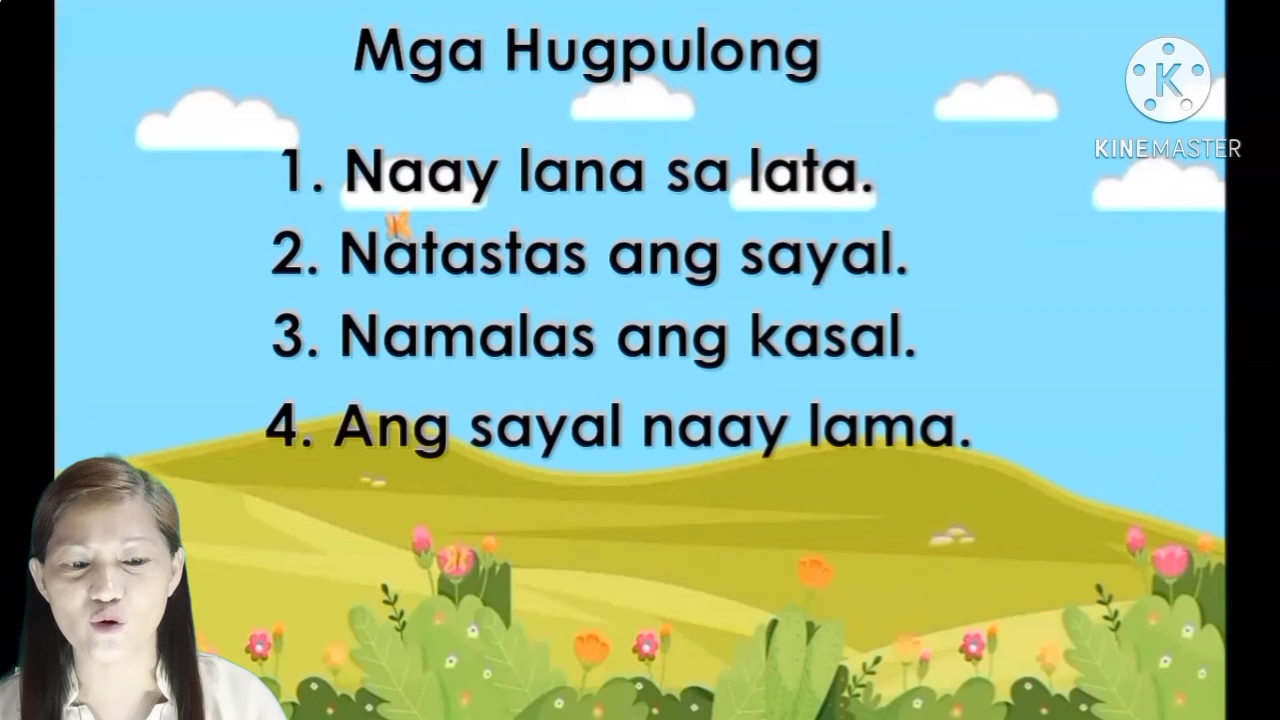 Mga Hugpulong
K
KINEMASTER
1. Naay lana sa lata.
2. Natastas ang sayal.
3. Namalas ang kasal.
4. Ang sayal naay lama.